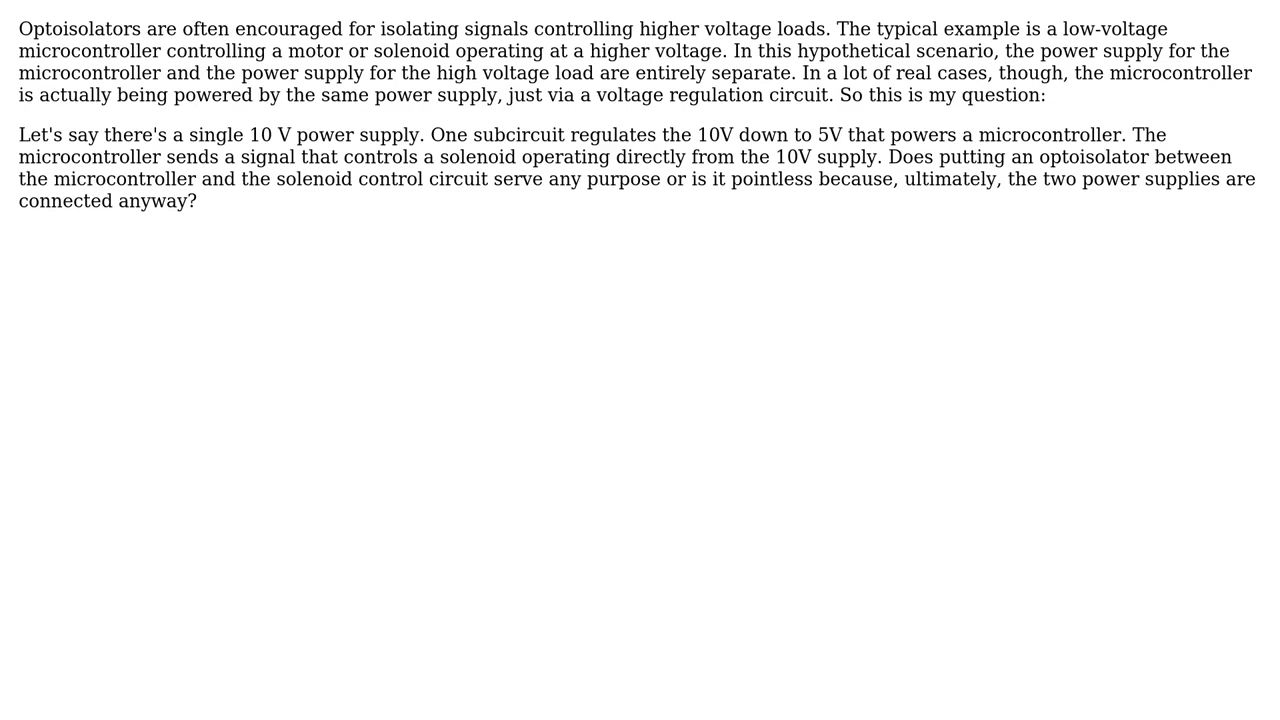 Optoisolators are often encouraged for isolating signals controlling higher voltage loads. The typical example is a low-voltage
microcontroller controlling a motor or solenoid operating at a higher voltage. In this hypothetical scenario, the power supply for the
microcontroller and the power supply for the high voltage load are entirely separate. In a lot of real cases, though, the microcontroller
is actually being powered by the same power supply, just via a voltage regulation circuit. So this is my question:
Let's say there's a single 10 V power supply. One subcircuit regulates the 10V down to 5V that powers a microcontroller. The
microcontroller sends a signal that controls a solenoid operating directly from the 10V supply. Does putting an optoisolator between
the microcontroller and the solenoid control circuit serve any purpose or is it pointless because, ultimately, the two power supplies are
connected anyway?